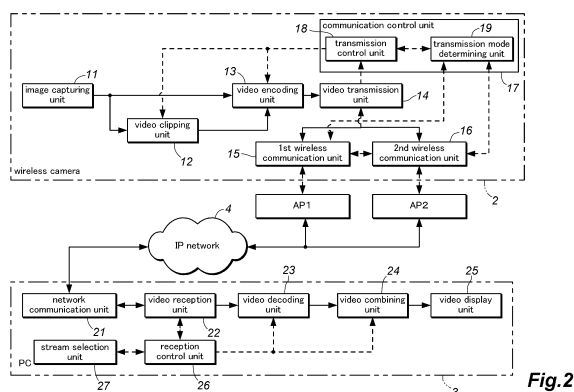 communication control unit
18
19
transmission
control unit
transmission mode
determining unit
11
13
17
image capturing
unit
video encoding
unit
video transmission
unit
14
video clipping
unit
12
16
15
1st wireless
communication unit
2nd wireless
communication unit
wireless camera
2
AP1
AP2
4
IP network
23
24
25
network
communication unit
video reception
unit
video decoding
unit
video combining
unit
video display
unit
21
22
stream selection
unit
reception
control unit
PC
27
26
Fig.2